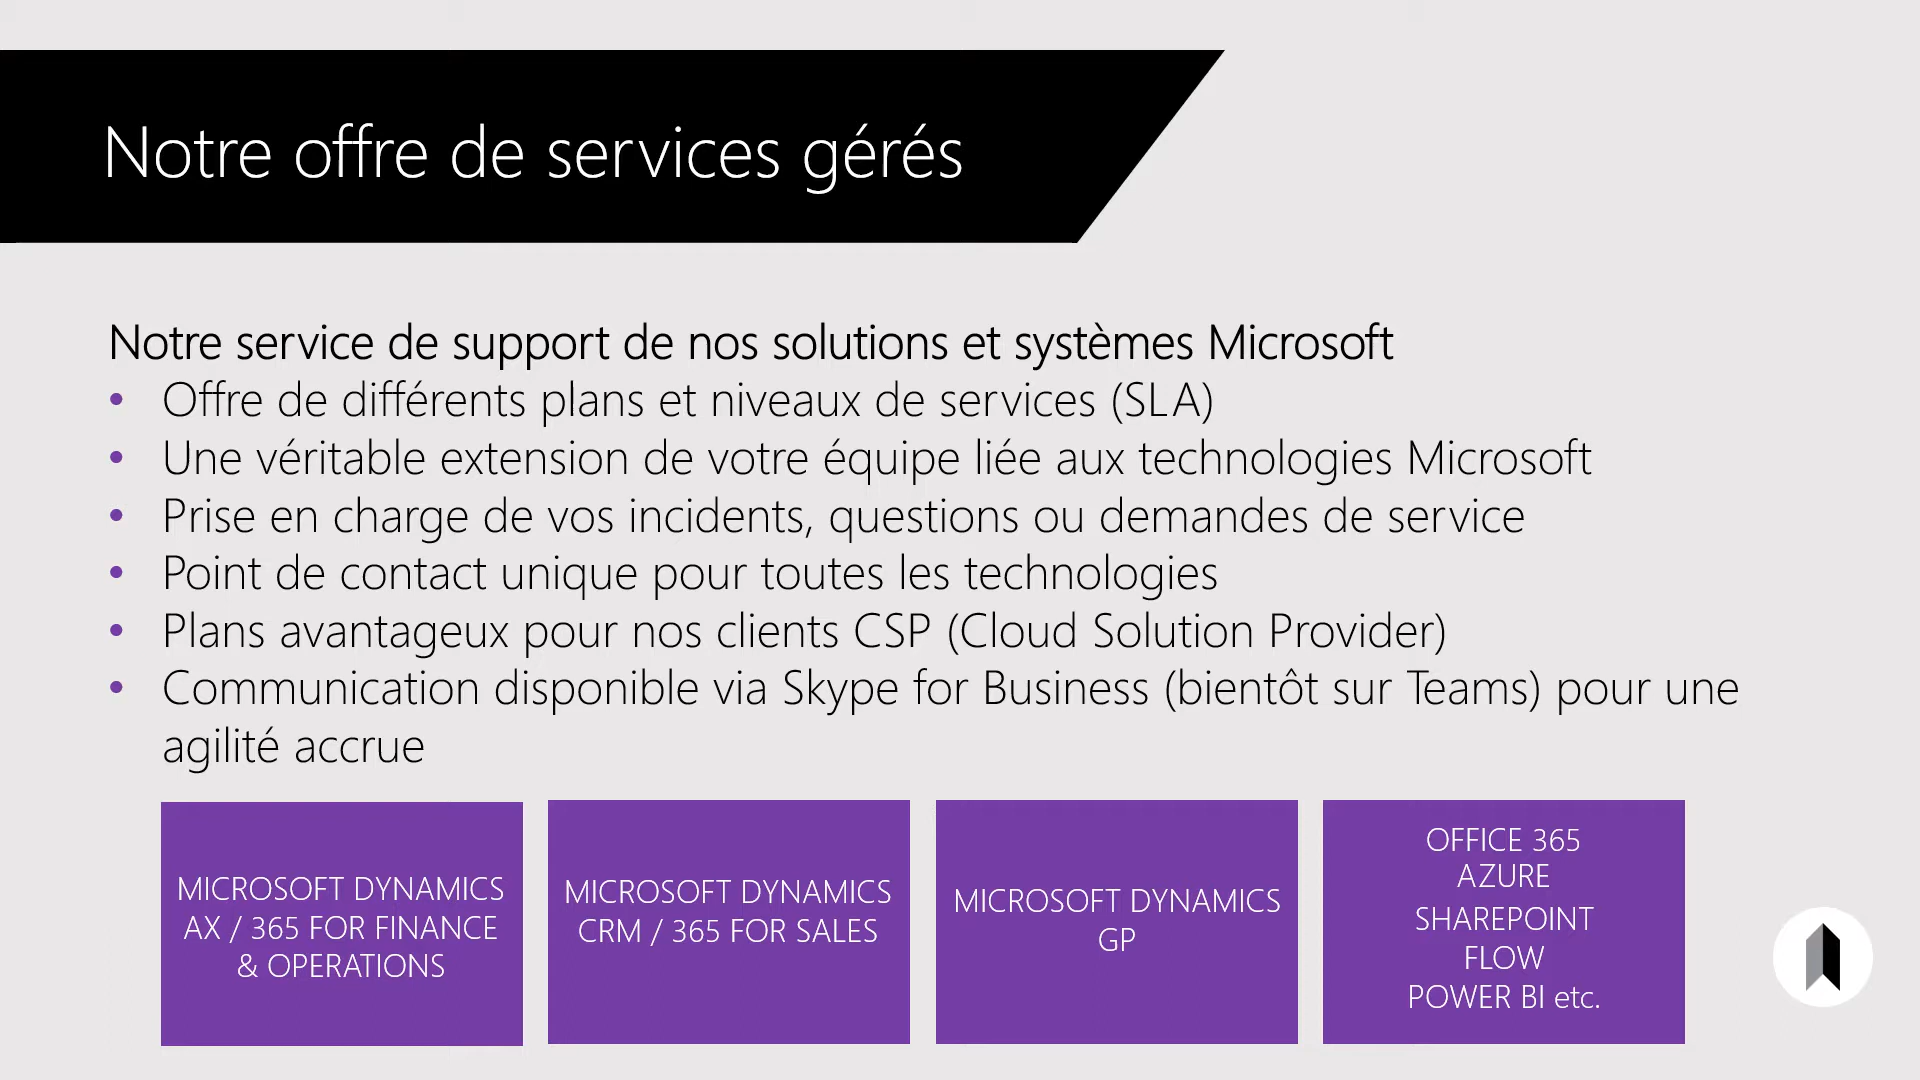 Notre offre de services gérés
Notre service de support de nos solutions et systèmes Microsoft
• Offre de différents plans et niveaux de services (SLA)
• Une véritable extension de votre équipe liée aux technologies Microsoft
• Prise en charge de vos incidents, questions ou demandes de service
• Point de contact unique pour toutes les technologies
• Plans avantageux pour nos clients CSP (Cloud Solution Provider)
• Communication disponible via Skype for Business (bientôt sur Teams) pour une
agilité accrue
MICROSOFT DYNAMICS
AX / 365 FOR FINANCE
& OPERATIONS
MICROSOFT DYNAMICS
CRM / 365 FOR SALES
MICROSOFT DYNAMICS
GP
OFFICE 365
AZURE
SHAREPOINT
FLOW
POWER BI etc.